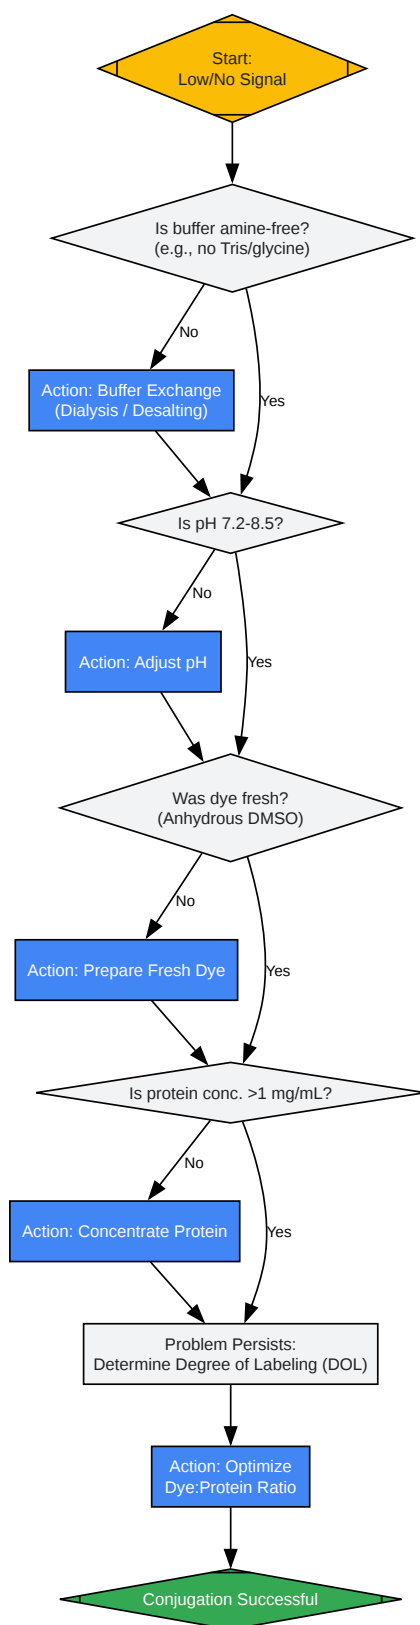 Start:
Low/No Signal
Is buffer amine-free?
(e.g., no Tris/glycine)
No
Action: Buffer Exchange
(Dialysis / Desalting)
Yes
Is pH 7.2-8.5?
No
Action: Adjust pH
Yes
Was dye fresh?
(Anhydrous DMSO)
No
Action: Prepare Fresh Dye
Yes
Is protein conc. >1 mg/mL?
No
Action: Concentrate Protein
Yes
Problem Persists:
Determine Degree of Labeling (DOL)
Action: Optimize
Dye:Protein Ratio
Conjugation Successful